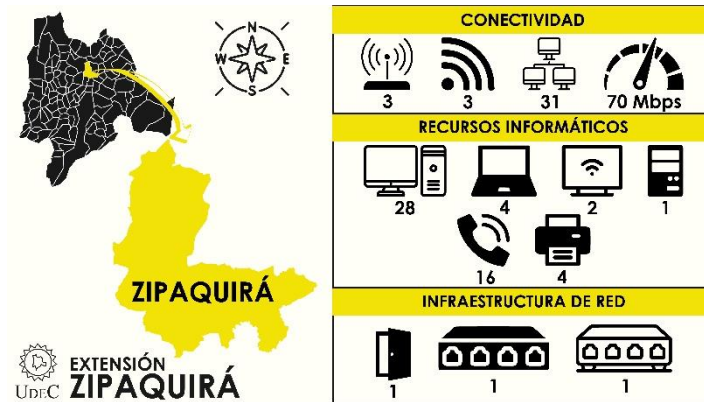 N
W E
S
ZIPAQUIRÁ
UDEC
EXTENSIÓN
ZIPAQUIRÁ
CONECTIVIDAD
3 3 31 70 Mbps
RECURSOS INFORMÁTICOS
28 4 2 1
16 4
INFRAESTRUCTURA DE RED
1 1 1